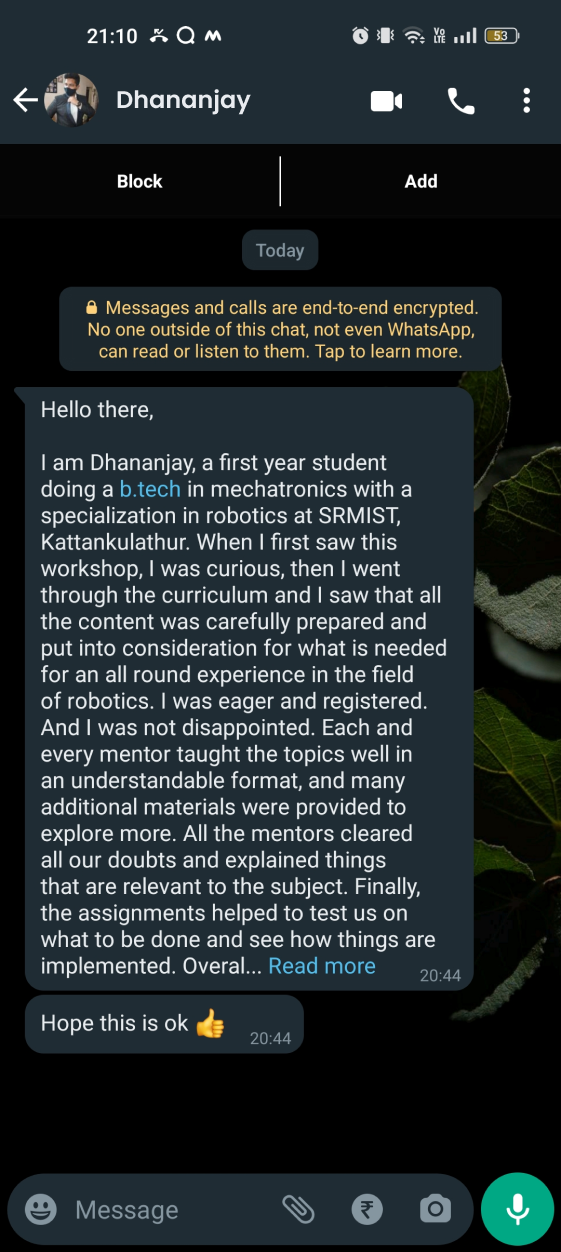 21:10
Vo LTE
53
Dhananjay
Block
Add
Today
Messages and calls are end-to-end encrypted.
No one outside of this chat, not even WhatsApp,
can read or listen to them. Tap to learn more.
Hello there,
I am Dhananjay, a first year student
doing a b.tech in mechatronics with a
specialization in robotics at SRMIST,
Kattankulathur. When I first saw this
workshop, I was curious, then I went
through the curriculum and I saw that all
the content was carefully prepared and
put into consideration for what is needed
for an all round experience in the field
of robotics. I was eager and registered.
And I was not disappointed. Each and
every mentor taught the topics well in
an understandable format, and many
additional materials were provided to
explore more. All the mentors cleared
all our doubts and explained things
that are relevant to the subject. Finally,
the assignments helped to test us on
what to be done and see how things are
implemented. Overal... Read more
20:44
Hope this is ok 👍
20:44
Message
₹